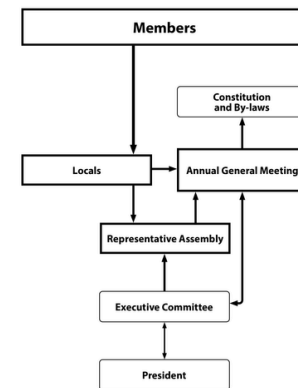 Members
Constitution
and By-laws
Locals
Annual General Meeting
Representative Assembly
Executive Committee
President